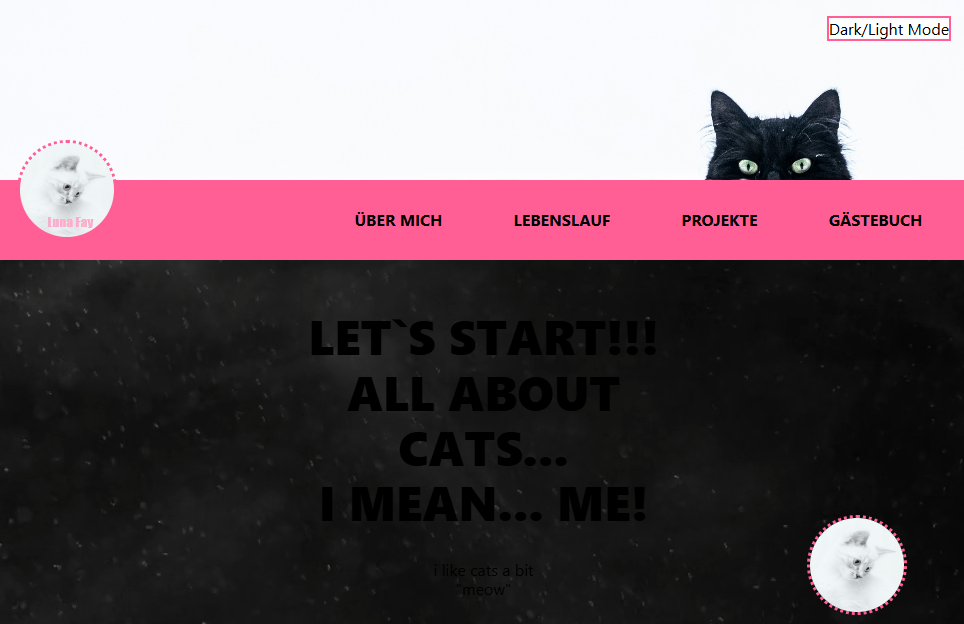 Dark/Light Mode
Luna Fay
ÜBER MICH LEBENSLAUF PROJEKTE GÄSTEBUCH
LET`S START!!!
ALL ABOUT
CATS...
I MEAN... ME!
i like cats a bit
"meow"